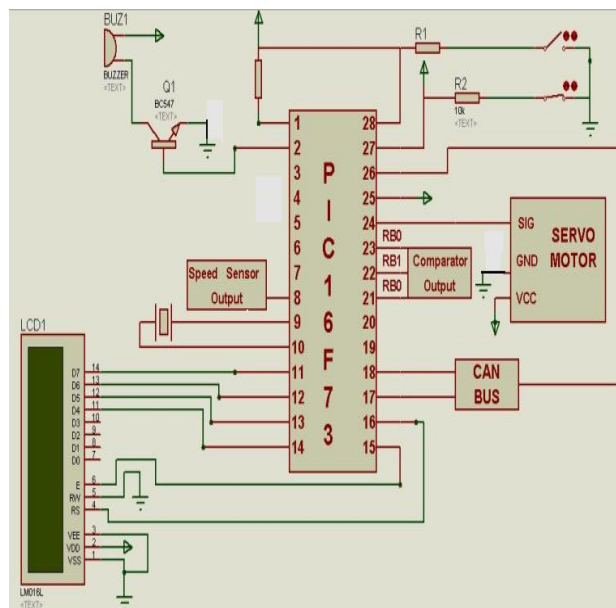 BUZ1
BUZZER
<TEXT>
Q1
BC547
<TEXT>
R1
R2
10k
<TEXT>
1
2
3
4
5
6
7
8
9
10
11
12
13
14
PIC16F73
28
27
26
25
24
23
22
21
20
19
18
17
16
15
RB0
RB1
RB0
Comparator
Output
Speed Sensor
Output
SIG
GND
VCC
SERVO
MOTOR
CAN
BUS
LCD1
D7 14
D6 13
D5 12
D4 11
D3 10
D2 9
D1 8
D0 7
E 6
RW 5
RS 4
VEE 3
VDD 2
VSS 1
LM016L
<TEXT>